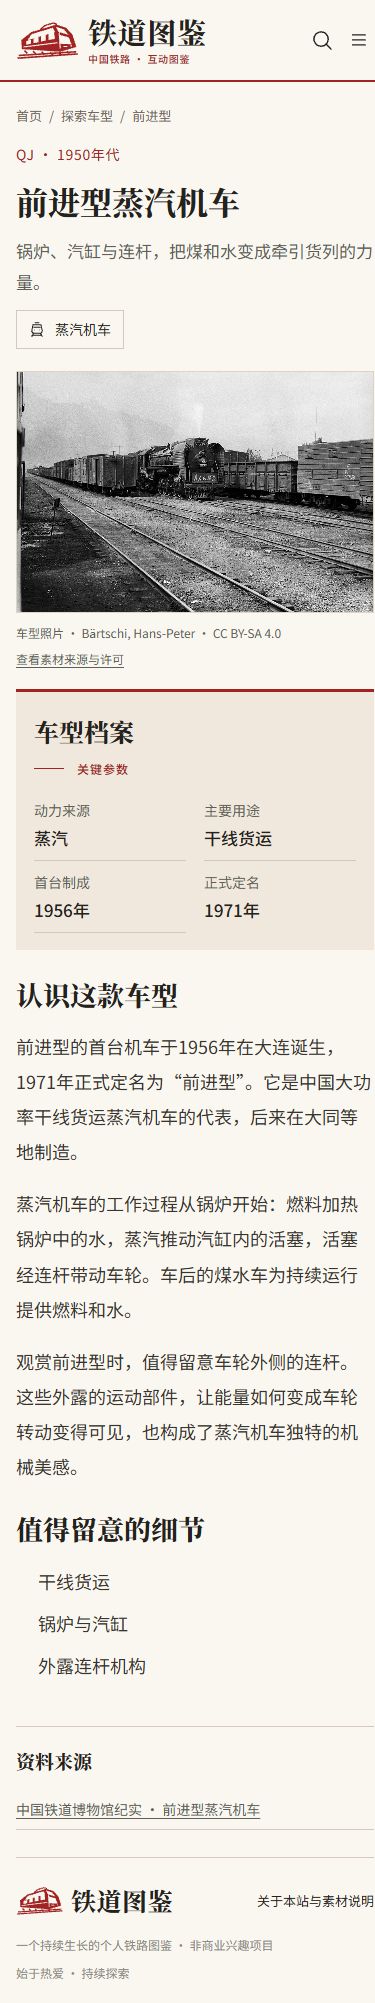 铁道图鉴
中国铁路 · 互动图鉴
首页 / 探索车型 / 前进型
QJ · 1950年代
前进型蒸汽机车
锅炉、汽缸与连杆，把煤和水变成牵引货列的力
量。
蒸汽机车
车型照片 · Bärtschi, Hans-Peter · CC BY-SA 4.0
查看素材来源与许可
车型档案
关键参数
动力来源 主要用途
蒸汽 干线货运
首台制成 正式定名
1956年 1971年
认识这款车型
前进型的首台机车于1956年在大连诞生，
1971年正式定名为“前进型”。它是中国大功
率干线货运蒸汽机车的代表，后来在大同等
地制造。
蒸汽机车的工作过程从锅炉开始：燃料加热
锅炉中的水，蒸汽推动汽缸内的活塞，活塞
经连杆带动车轮。车后的煤水车为持续运行
提供燃料和水。
观赏前进型时，值得留意车轮外侧的连杆。
这些外露的运动部件，让能量如何变成车轮
转动变得可见，也构成了蒸汽机车独特的机
械美感。
值得留意的细节
干线货运
锅炉与汽缸
外露连杆机构
资料来源
中国铁道博物馆纪实 · 前进型蒸汽机车
铁道图鉴 关于本站与素材说明
一个持续生长的个人铁路图鉴 · 非商业兴趣项目
始于热爱 · 持续探索